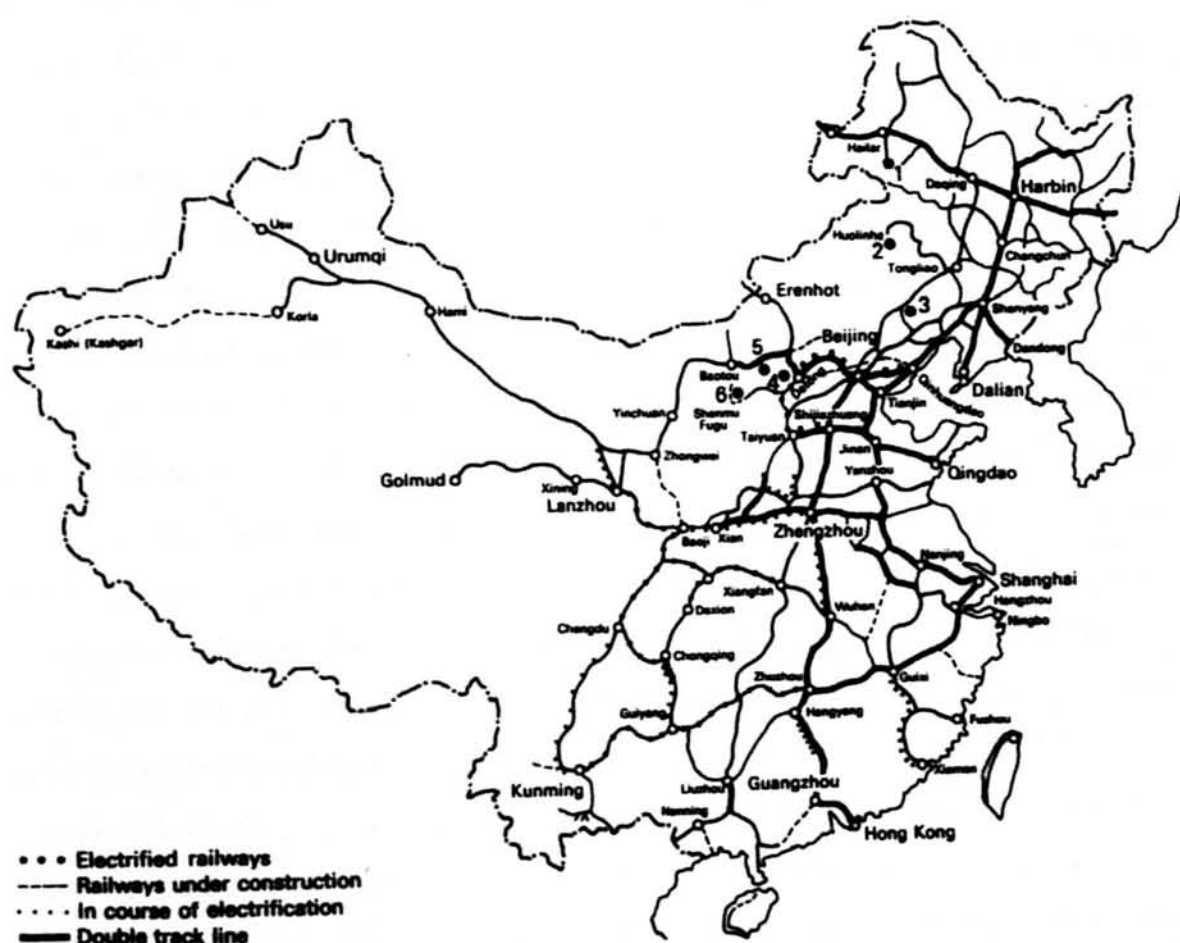 Hailar
1
Daqing
Harbin
Huolinhe
2
Changchun
Tongliao
Usu
Urumqi
Erenhot
3
Shenyang
Korla
Hami
Beijing
Kashi (Kashgar)
Dandong
5
Baotou
4
6
Dalian
Qinhuangdao
Tianjin
Yinchuan
Shenmu
Fugu
Shijiazhuang
Taiyuan
Jinan
Zhongwei
Yanzhou
Qingdao
Golmud
Xining
Lanzhou
Baoji
Xian
Zhengzhou
Nanjing
Shanghai
Xiangfan
Hangzhou
Ningbo
Daxian
Wuhan
Chengdu
Chongqing
Zhuzhou
Guixi
Guiyang
Hengyang
Fuzhou
Xiamen
Kunming
Liuzhou
Guangzhou
Nanning
Hong Kong
Electrified railways
Railways under construction
In course of electrification
Double track line